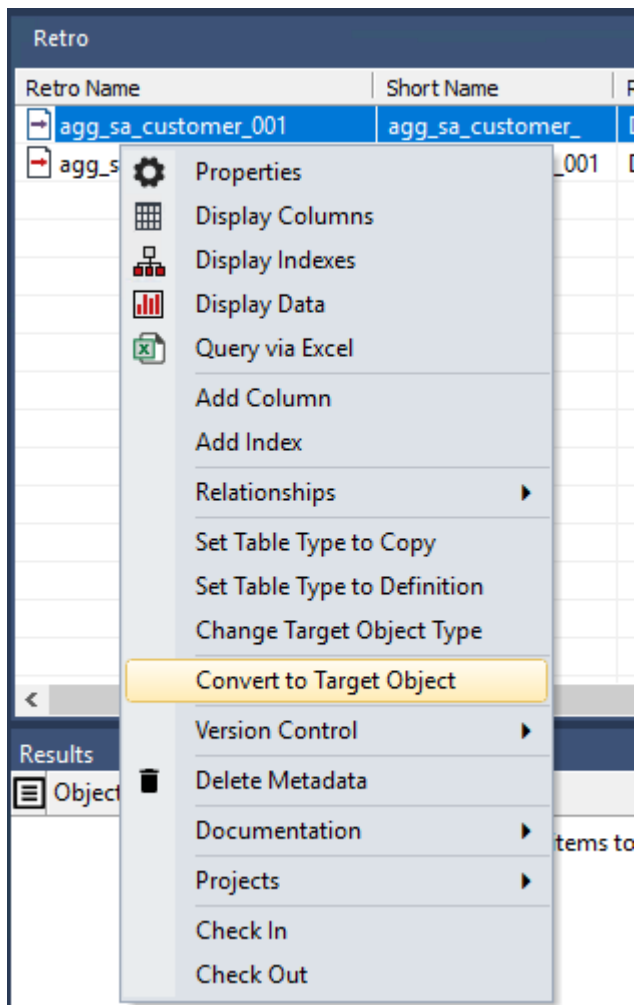 Retro
Retro Name Short Name
agg_sa_customer_001 agg_sa_customer_
agg_s _001
Properties
Display Columns
Display Indexes
Display Data
Query via Excel
Add Column
Add Index
Relationships
Set Table Type to Copy
Set Table Type to Definition
Change Target Object Type
Convert to Target Object
Version Control
Results
Delete Metadata
Object
Documentation
items to
Projects
Check In
Check Out